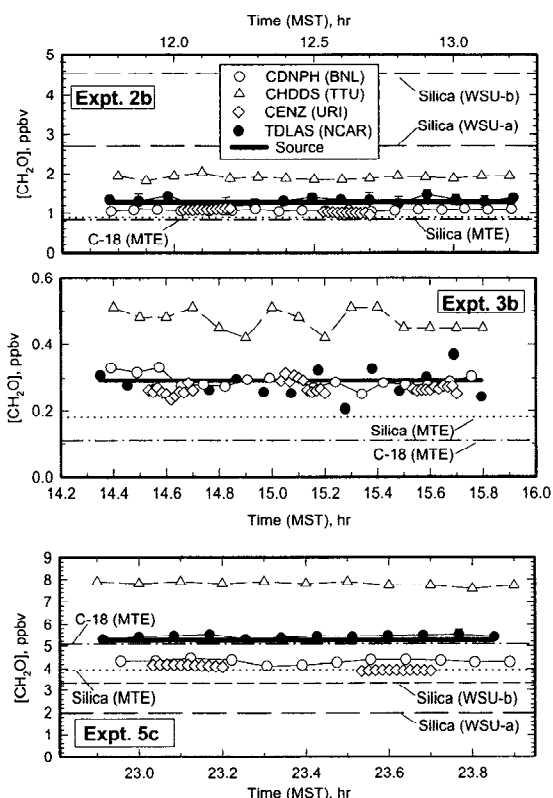 Time (MST), hr
12.0 12.5 13.0
5
4
3
2
1
0
[CH2O], ppbv
Expt. 2b
CDNPH (BNL)
CHDDS (TTU)
CENZ (URI)
TDLAS (NCAR)
Source
Silica (WSU-b)
Silica (WSU-a)
C-18 (MTE)
Silica (MTE)
0.6
0.4
0.2
0.0
[CH2O], ppbv
Expt. 3b
Silica (MTE)
C-18 (MTE)
14.2 14.4 14.6 14.8 15.0 15.2 15.4 15.6 15.8 16.0
Time (MST), hr
9
8
7
6
5
4
3
2
1
0
[CH2O], ppbv
C-18 (MTE)
Silica (MTE)
Silica (WSU-b)
Silica (WSU-a)
Expt. 5c
23.0 23.2 23.4 23.6 23.8
Time (MST), hr